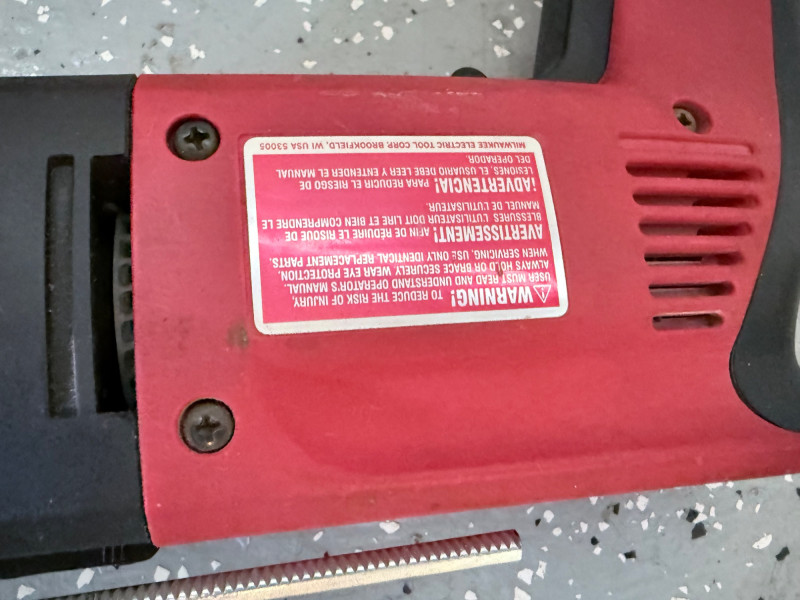 WARNING! TO REDUCE THE RISK OF INJURY,
USER MUST READ AND UNDERSTAND OPERATOR'S MANUAL.
ALWAYS HOLD OR BRACE SECURELY. WEAR EYE PROTECTION.
WHEN SERVICING, USE ONLY IDENTICAL REPLACEMENT PARTS.
AVERTISSEMENT! AFIN DE RÉDUIRE LE RISQUE DE
BLESSURES, L'UTILISATEUR DOIT LIRE ET BIEN COMPRENDRE LE
MANUEL DE L'UTILISATEUR.
¡ADVERTENCIA! PARA REDUCIR EL RIESGO DE
LESIONES, EL USUARIO DEBE LEER Y ENTENDER EL MANUAL
DEL OPERADOR.
MILWAUKEE ELECTRIC TOOL CORP. BROOKFIELD, WI USA 53005